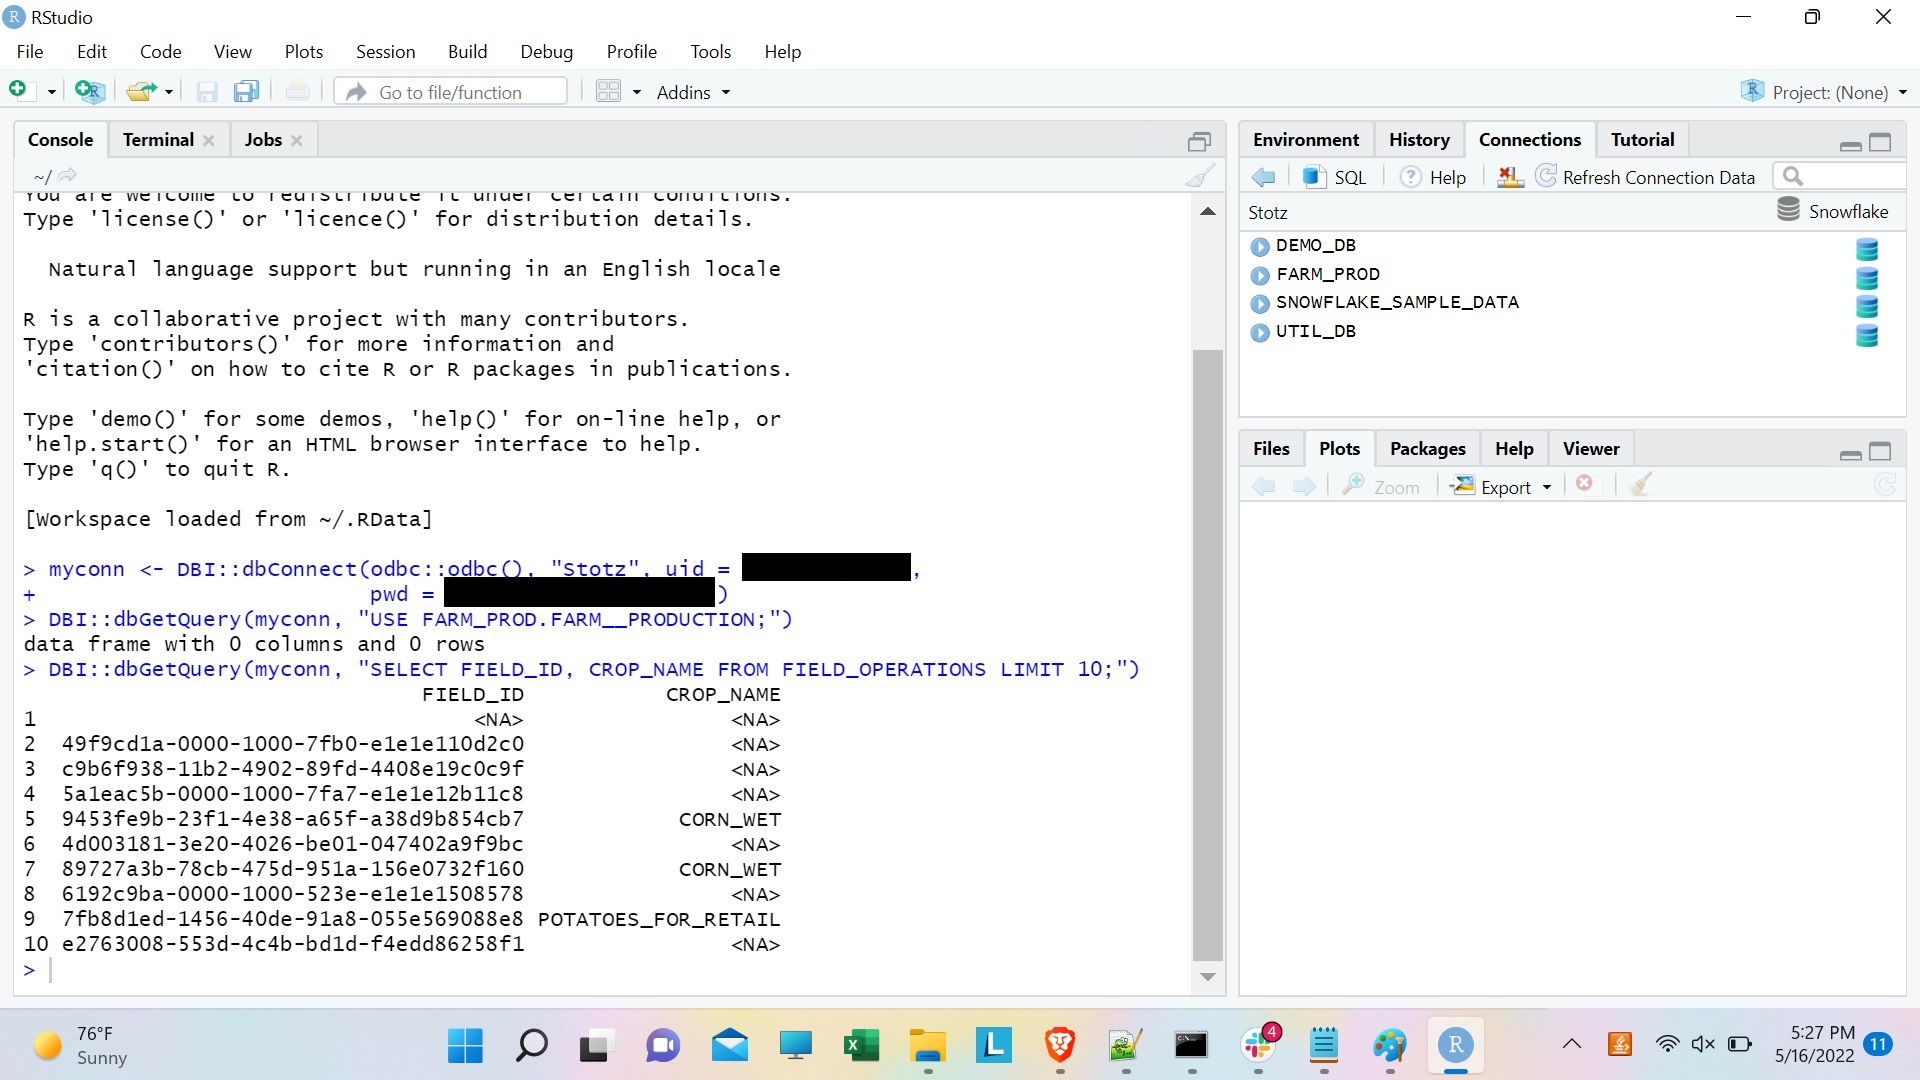 RStudio
File Edit Code View Plots Session Build Debug Profile Tools Help
Go to file/function Addins Project: (None)
Console Terminal Jobs
~/
You are welcome to redistribute it under certain conditions.
Type 'license()' or 'licence()' for distribution details.
Natural language support but running in an English locale
R is a collaborative project with many contributors.
Type 'contributors()' for more information and
'citation()' on how to cite R or R packages in publications.
Type 'demo()' for some demos, 'help()' for on-line help, or
'help.start()' for an HTML browser interface to help.
Type 'q()' to quit R.
[Workspace loaded from ~/.RData]
> myconn <- DBI::dbConnect(odbc::odbc(), "Stotz", uid = ,
+ pwd = )
> DBI::dbGetQuery(myconn, "USE FARM_PROD.FARM__PRODUCTION;")
data frame with 0 columns and 0 rows
> DBI::dbGetQuery(myconn, "SELECT FIELD_ID, CROP_NAME FROM FIELD_OPERATIONS LIMIT 10;")
FIELD_ID CROP_NAME
1 <NA> <NA>
2 49f9cd1a-0000-1000-7fb0-e1e1e110d2c0 <NA>
3 c9b6f938-11b2-4902-89fd-4408e19c0c9f <NA>
4 5a1eac5b-0000-1000-7fa7-e1e1e12b11c8 <NA>
5 9453fe9b-23f1-4e38-a65f-a38d9b854cb7 CORN_WET
6 4d003181-3e20-4026-be01-047402a9f9bc <NA>
7 89727a3b-78cb-475d-951a-156e0732f160 CORN_WET
8 6192c9ba-0000-1000-523e-e1e1e1508578 <NA>
9 7fb8d1ed-1456-40de-91a8-055e569088e8 POTATOES_FOR_RETAIL
10 e2763008-553d-4c4b-bd1d-f4edd86258f1 <NA>
>
Environment History Connections Tutorial
SQL Help Refresh Connection Data
Stotz Snowflake
DEMO_DB
FARM_PROD
SNOWFLAKE_SAMPLE_DATA
UTIL_DB
Files Plots Packages Help Viewer
Zoom Export
76°F
Sunny
4
5:27 PM
5/16/2022
11